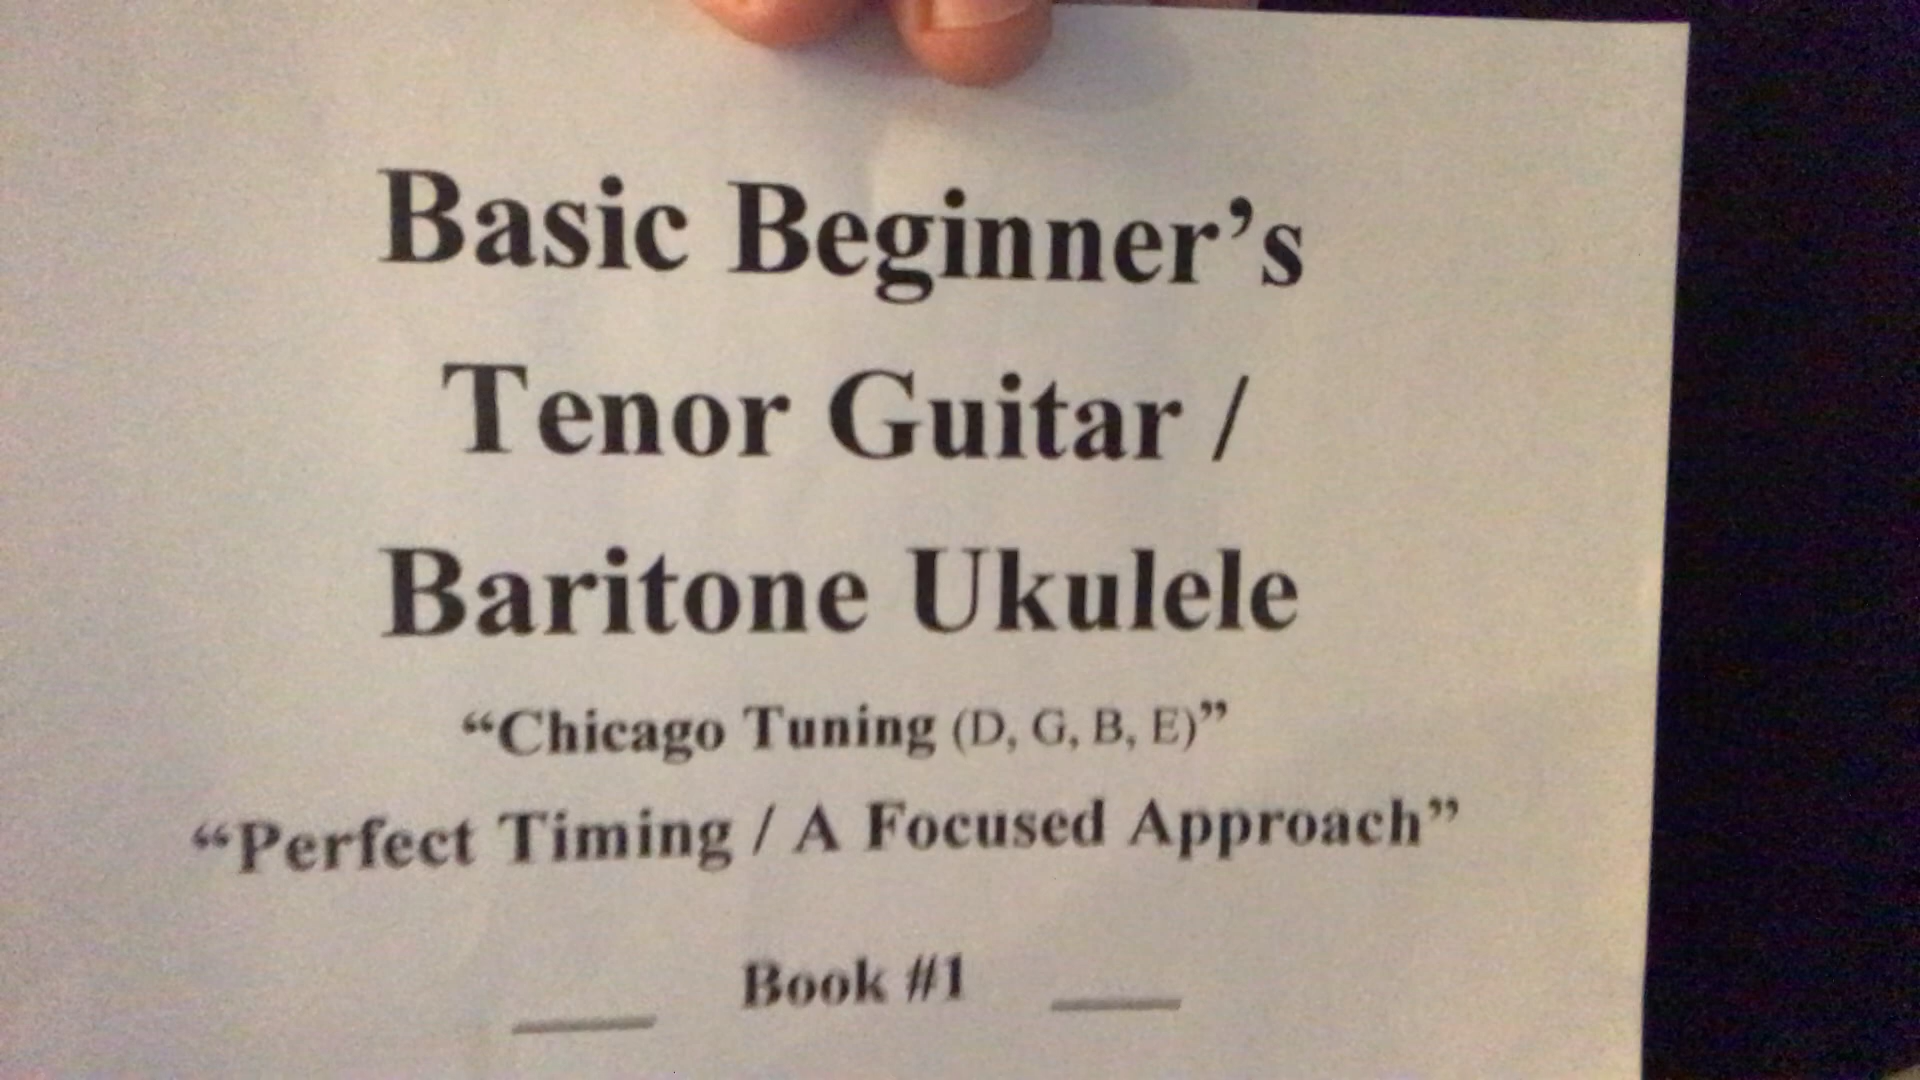 Basic Beginner’s
Tenor Guitar /
Baritone Ukulele
“Chicago Tuning (D, G, B, E)”
“Perfect Timing / A Focused Approach”
Book #1